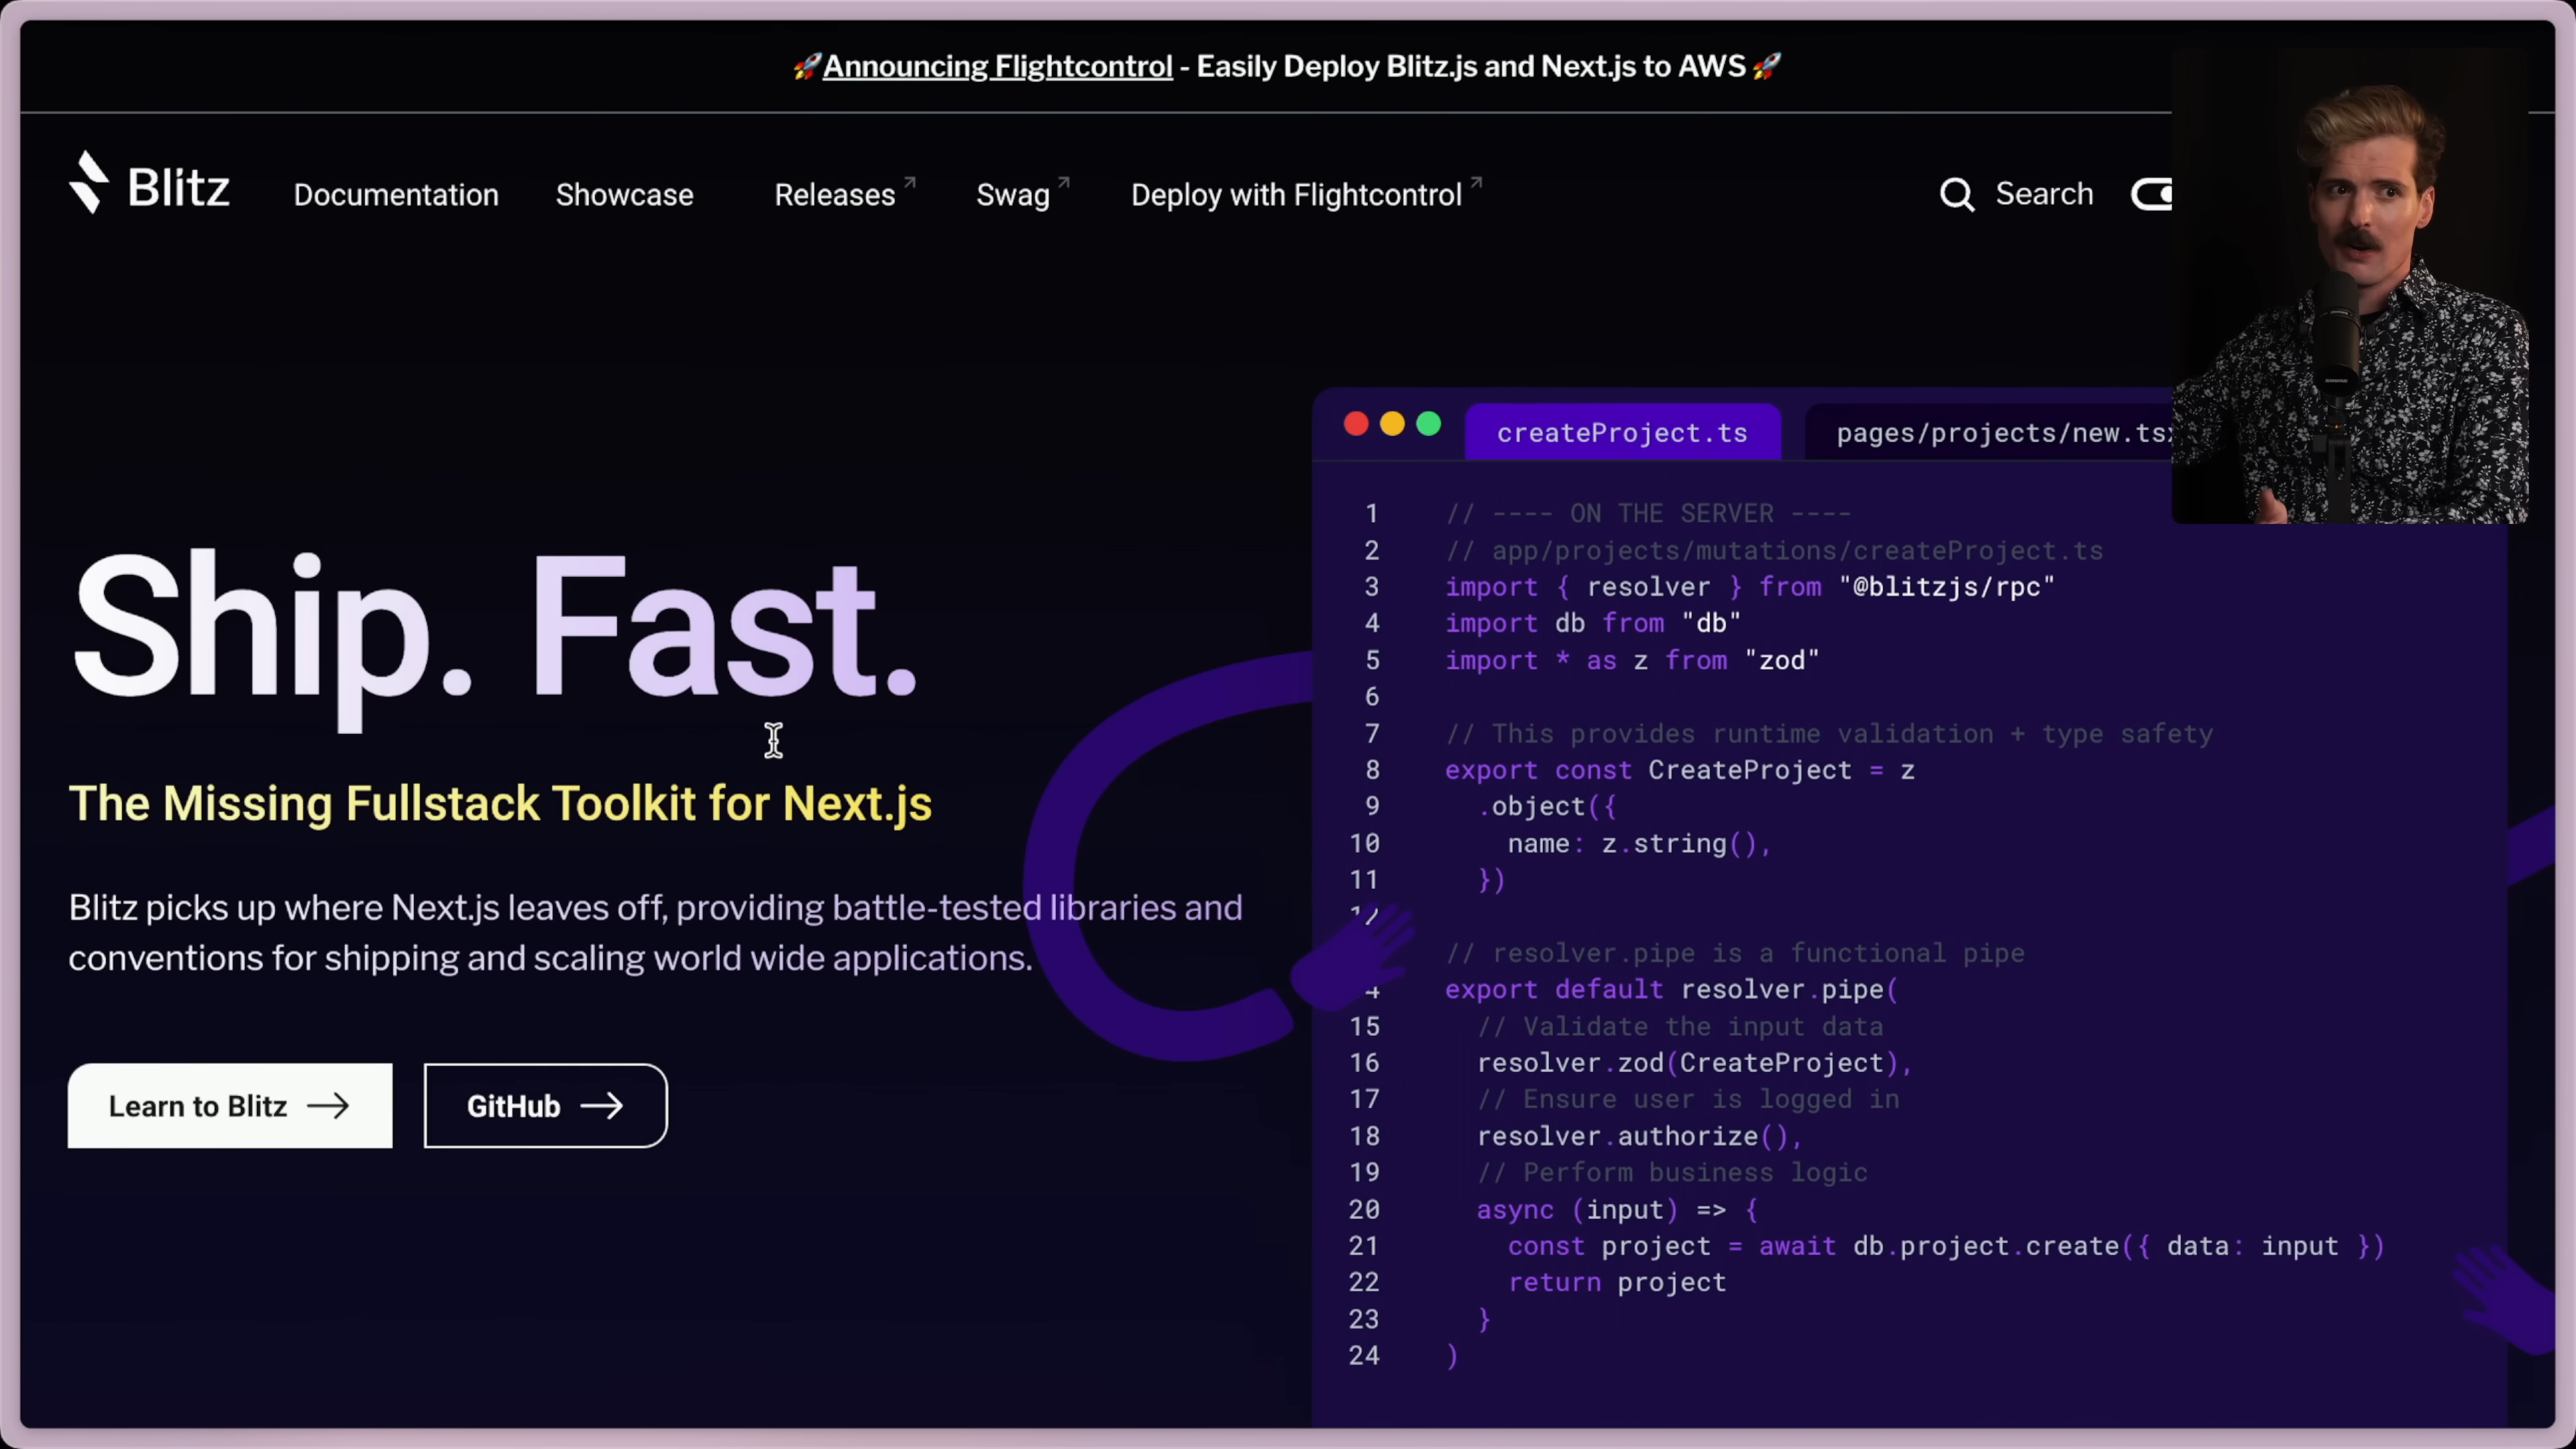 🚀Announcing Flightcontrol - Easily Deploy Blitz.js and Next.js to AWS🚀
Blitz
Documentation
Showcase
Releases
Swag
Deploy with Flightcontrol
Search
Ship. Fast.
The Missing Fullstack Toolkit for Next.js
Blitz picks up where Next.js leaves off, providing battle-tested libraries and
conventions for shipping and scaling world wide applications.
Learn to Blitz →
GitHub →
createProject.ts
pages/projects/new.ts
1 // ---- ON THE SERVER ----
2 // app/projects/mutations/createProject.ts
3 import { resolver } from "@blitzjs/rpc"
4 import db from "db"
5 import * as z from "zod"
6
7 // This provides runtime validation + type safety
8 export const CreateProject = z
9 .object({
10 name: z.string(),
11 })
12
// resolver.pipe is a functional pipe
4 export default resolver.pipe(
15 // Validate the input data
16 resolver.zod(CreateProject),
17 // Ensure user is logged in
18 resolver.authorize(),
19 // Perform business logic
20 async (input) => {
21 const project = await db.project.create({ data: input })
22 return project
23 }
24 )